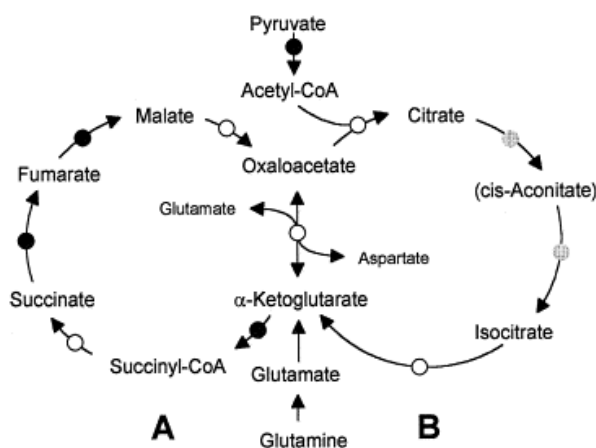 Pyruvate
Acetyl-CoA
Malate
Citrate
Fumarate
Oxaloacetate
(cis-Aconitate)
Glutamate
Aspartate
Succinate
α-Ketoglutarate
Isocitrate
Succinyl-CoA
Glutamate
A
B
Glutamine